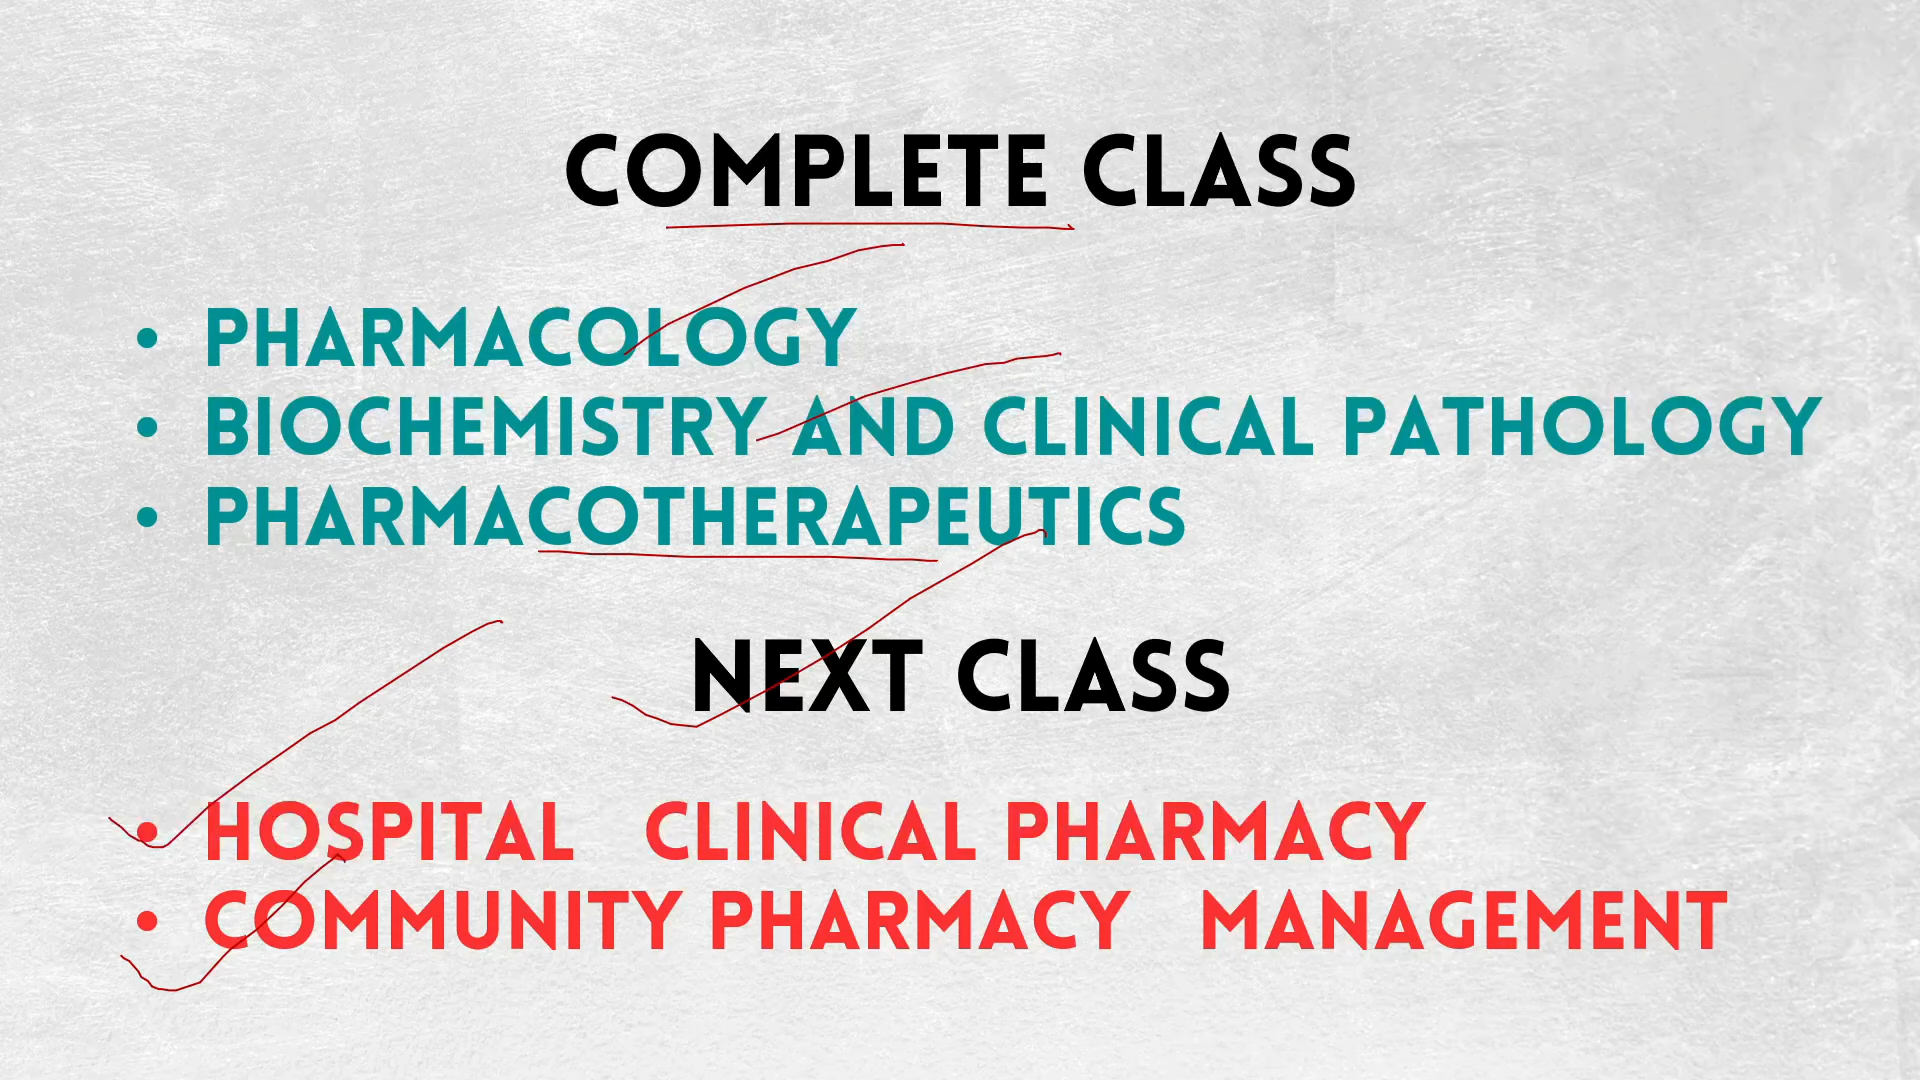 COMPLETE CLASS
• PHARMACOLOGY
• BIOCHEMISTRY AND CLINICAL PATHOLOGY
• PHARMACOTHERAPEUTICS
NEXT CLASS
• HOSPITAL CLINICAL PHARMACY
• COMMUNITY PHARMACY MANAGEMENT